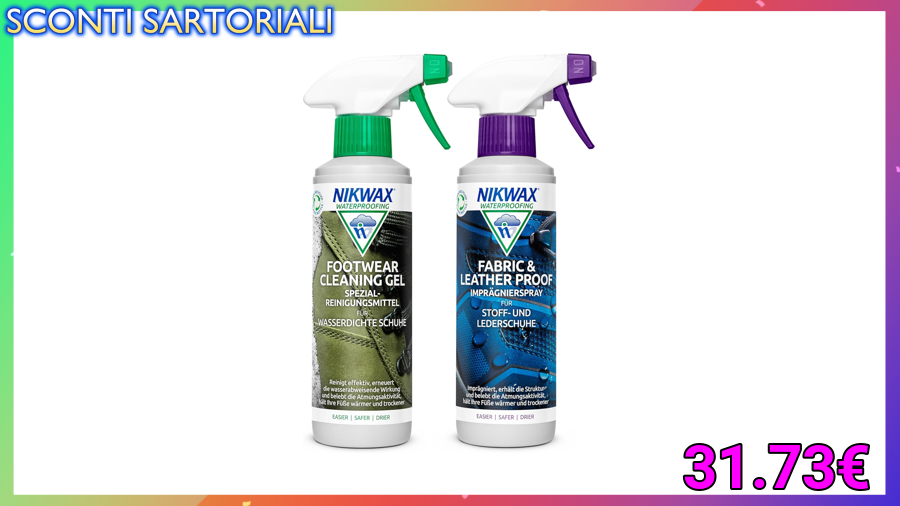 SCONTI SARTORIALI
NIKWAX
WATERPROOFING
FOOTWEAR
CLEANING GEL
SPEZIAL-
REINIGUNGSMITTEL
FÜR
WASSERDICHTE SCHUHE
Reinigt effektiv, erneuert
die wasserabweisende Wirkung
und belebt die Atmungsaktivität,
hält Ihre Füße wärmer und trockener
EASIER | SAFER | DRIER
NIKWAX
WATERPROOFING
FABRIC &
LEATHER PROOF
IMPRÄGNIERSPRAY
FÜR
STOFF- UND
LEDERSCHUHE
Imprägniert, erhält die Struktur
und belebt die Atmungsaktivität,
hält Ihre Füße wärmer und trockener
EASIER | SAFER | DRIER
31.73€